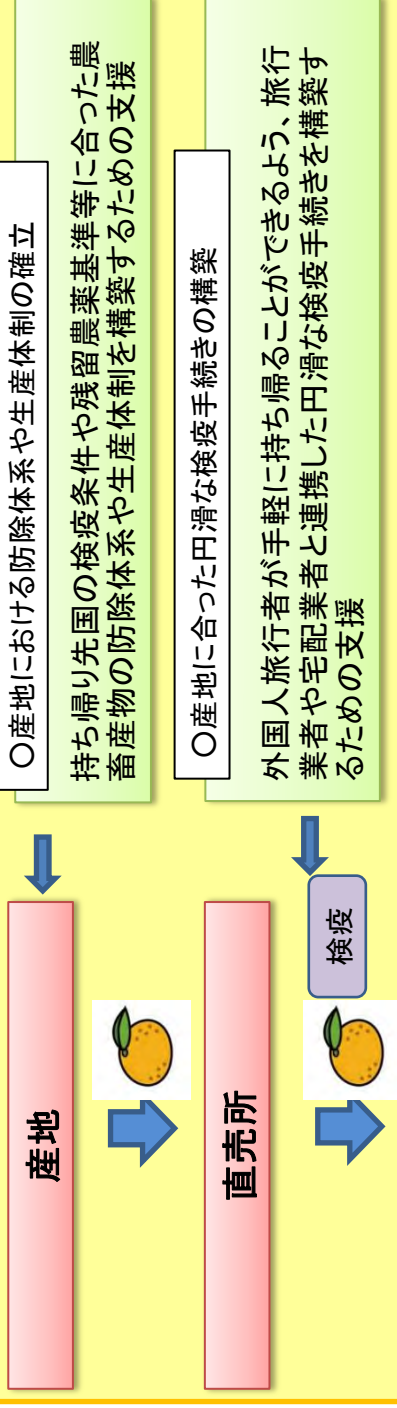 産地
〇産地における防除体系や生産体制の確立
持ち帰り先国の検疫条件や残留農薬基準等に合った農
畜産物の防除体系や生産体制を構築するための支援
直売所
〇産地に合った円滑な検疫手続きの構築
検疫
外国人旅行者が手軽に持ち帰ることができるよう、旅行
業者や宅配業者と連携した円滑な検疫手続きを構築す
るための支援